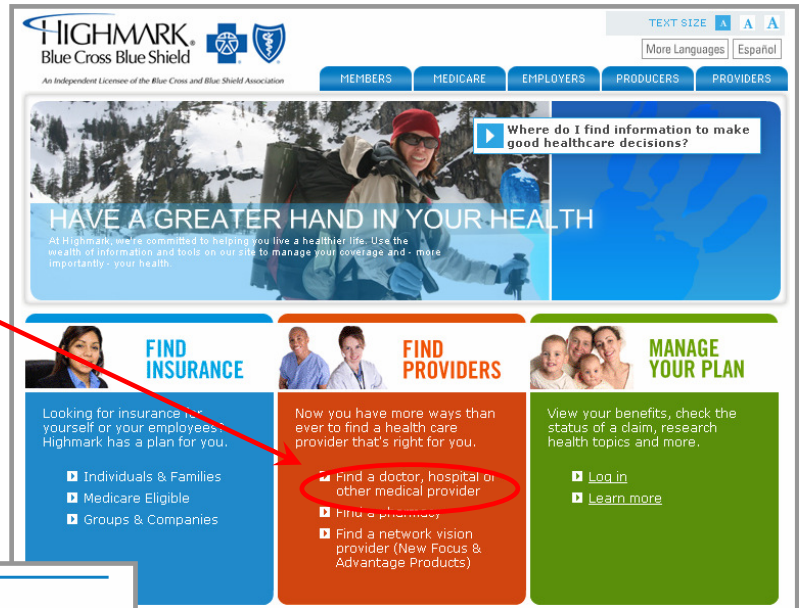 HIGHMARK®
Blue Cross Blue Shield
An Independent Licensee of the Blue Cross and Blue Shield Association
TEXT SIZE A A A
More Languages Español
MEMBERS MEDICARE EMPLOYERS PRODUCERS PROVIDERS
Where do I find information to make
good healthcare decisions?
HAVE A GREATER HAND IN YOUR HEALTH
At Highmark, we're committed to helping you live a healthier life. Use the
wealth of information and tools on our site to manage your coverage and - more
importantly - your health.
FIND
INSURANCE
Looking for insurance for
yourself or your employees?
Highmark has a plan for you.
Individuals & Families
Medicare Eligible
Groups & Companies
FIND
PROVIDERS
Now you have more ways than
ever to find a health care
provider that's right for you.
Find a doctor, hospital or
other medical provider
Find a pharmacy
Find a network vision
provider (New Focus &
Advantage Products)
MANAGE
YOUR PLAN
View your benefits, check the
status of a claim, research
health topics and more.
Log in
Learn more